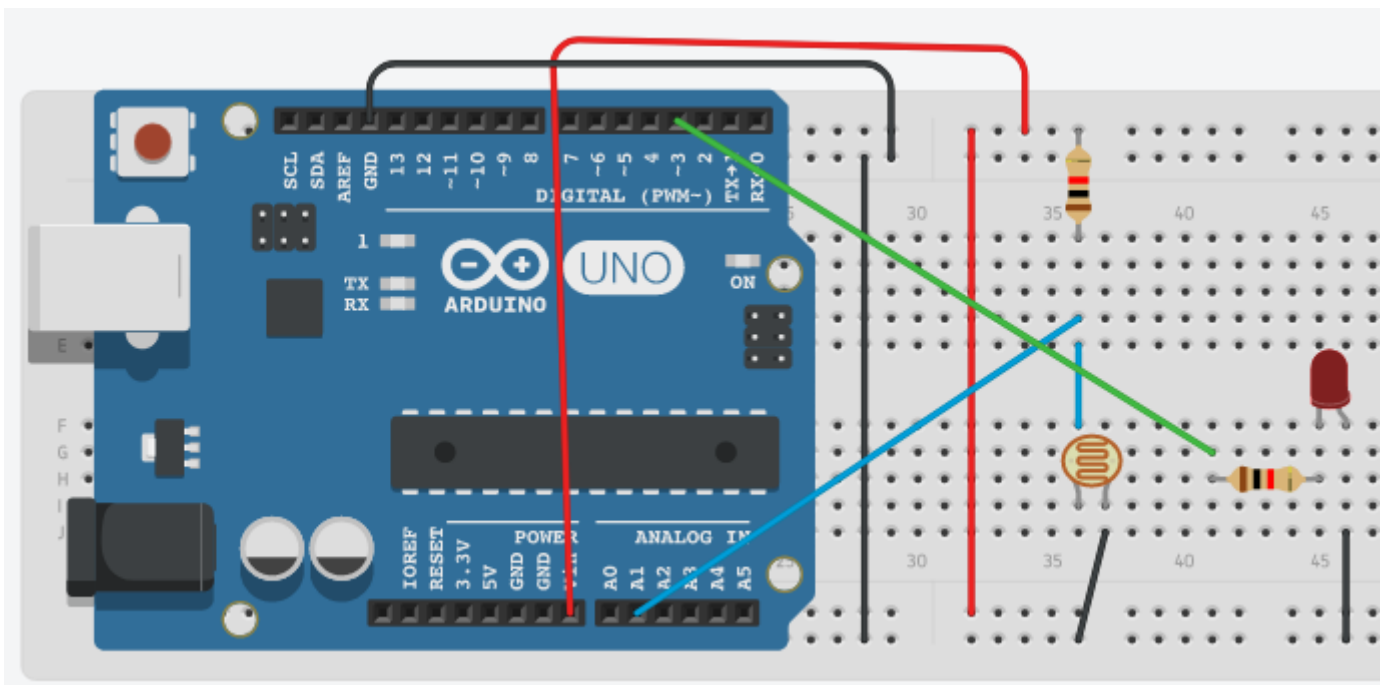 SCL
SDA
AREF
GND
13
12
~11
~10
~9
8
7
~6
~5
4
~3
2
TX→1
DIGITAL (PWM~)
30
35
40
45
1
TX
RX
UNO
ON
ARDUINO
E
F
G
H
I
J
POWER
ANALOG IN
IOREF
RESET
3.3V
5V
GND
GND
A0
A1
A2
A3
A4
A5
30
35
40
45